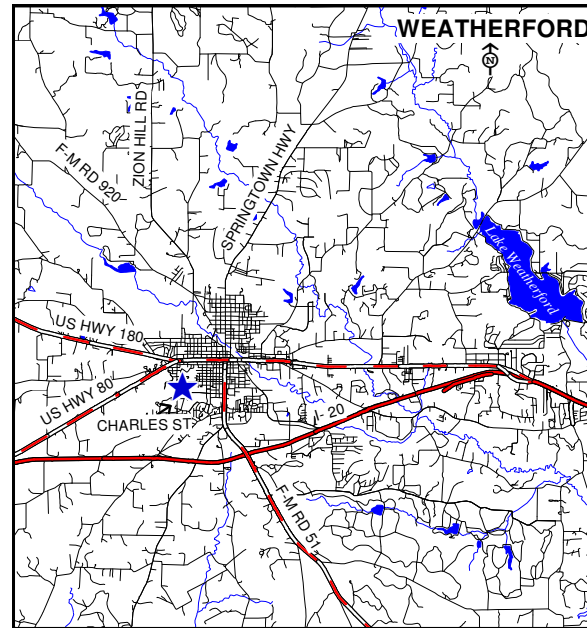 WEATHERFORD
N
ZION HILL RD
F-M RD 920
SPRINGTOWN HWY
Lake Weatherford
US HWY 180
US HWY 80
I- 20
CHARLES ST
F-M RD 51